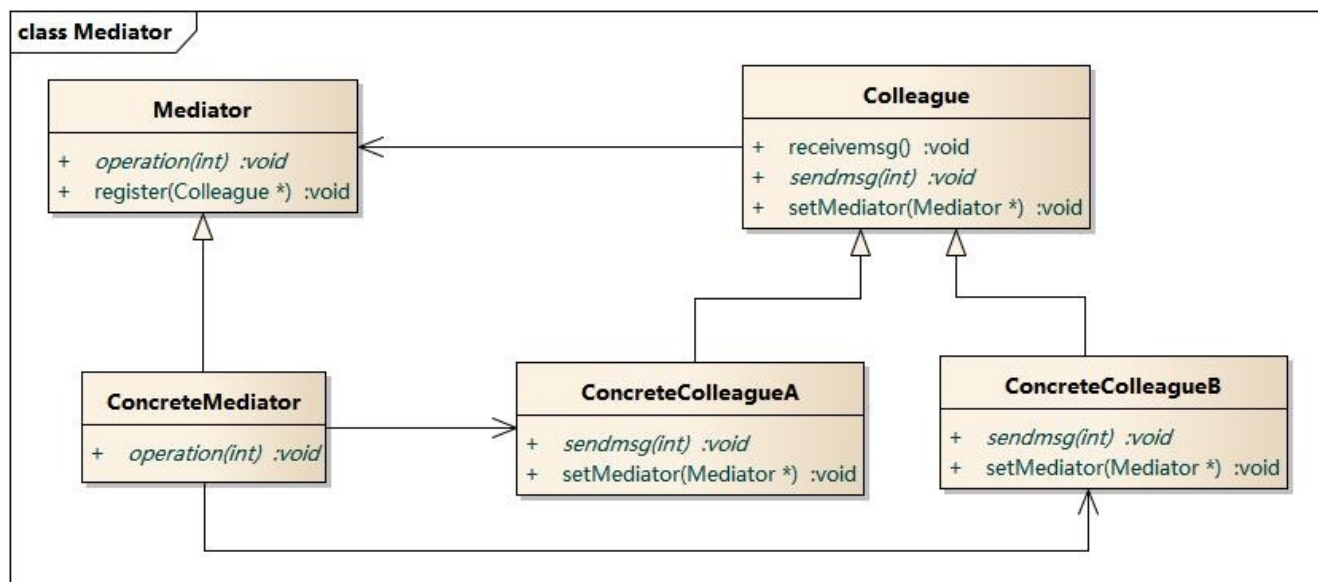 class Mediator
Mediator
+ operation(int) :void
+ register(Colleague *) :void
Colleague
+ receivemsg() :void
+ sendmsg(int) :void
+ setMediator(Mediator *) :void
ConcreteMediator
+ operation(int) :void
ConcreteColleagueA
+ sendmsg(int) :void
+ setMediator(Mediator *) :void
ConcreteColleagueB
+ sendmsg(int) :void
+ setMediator(Mediator *) :void